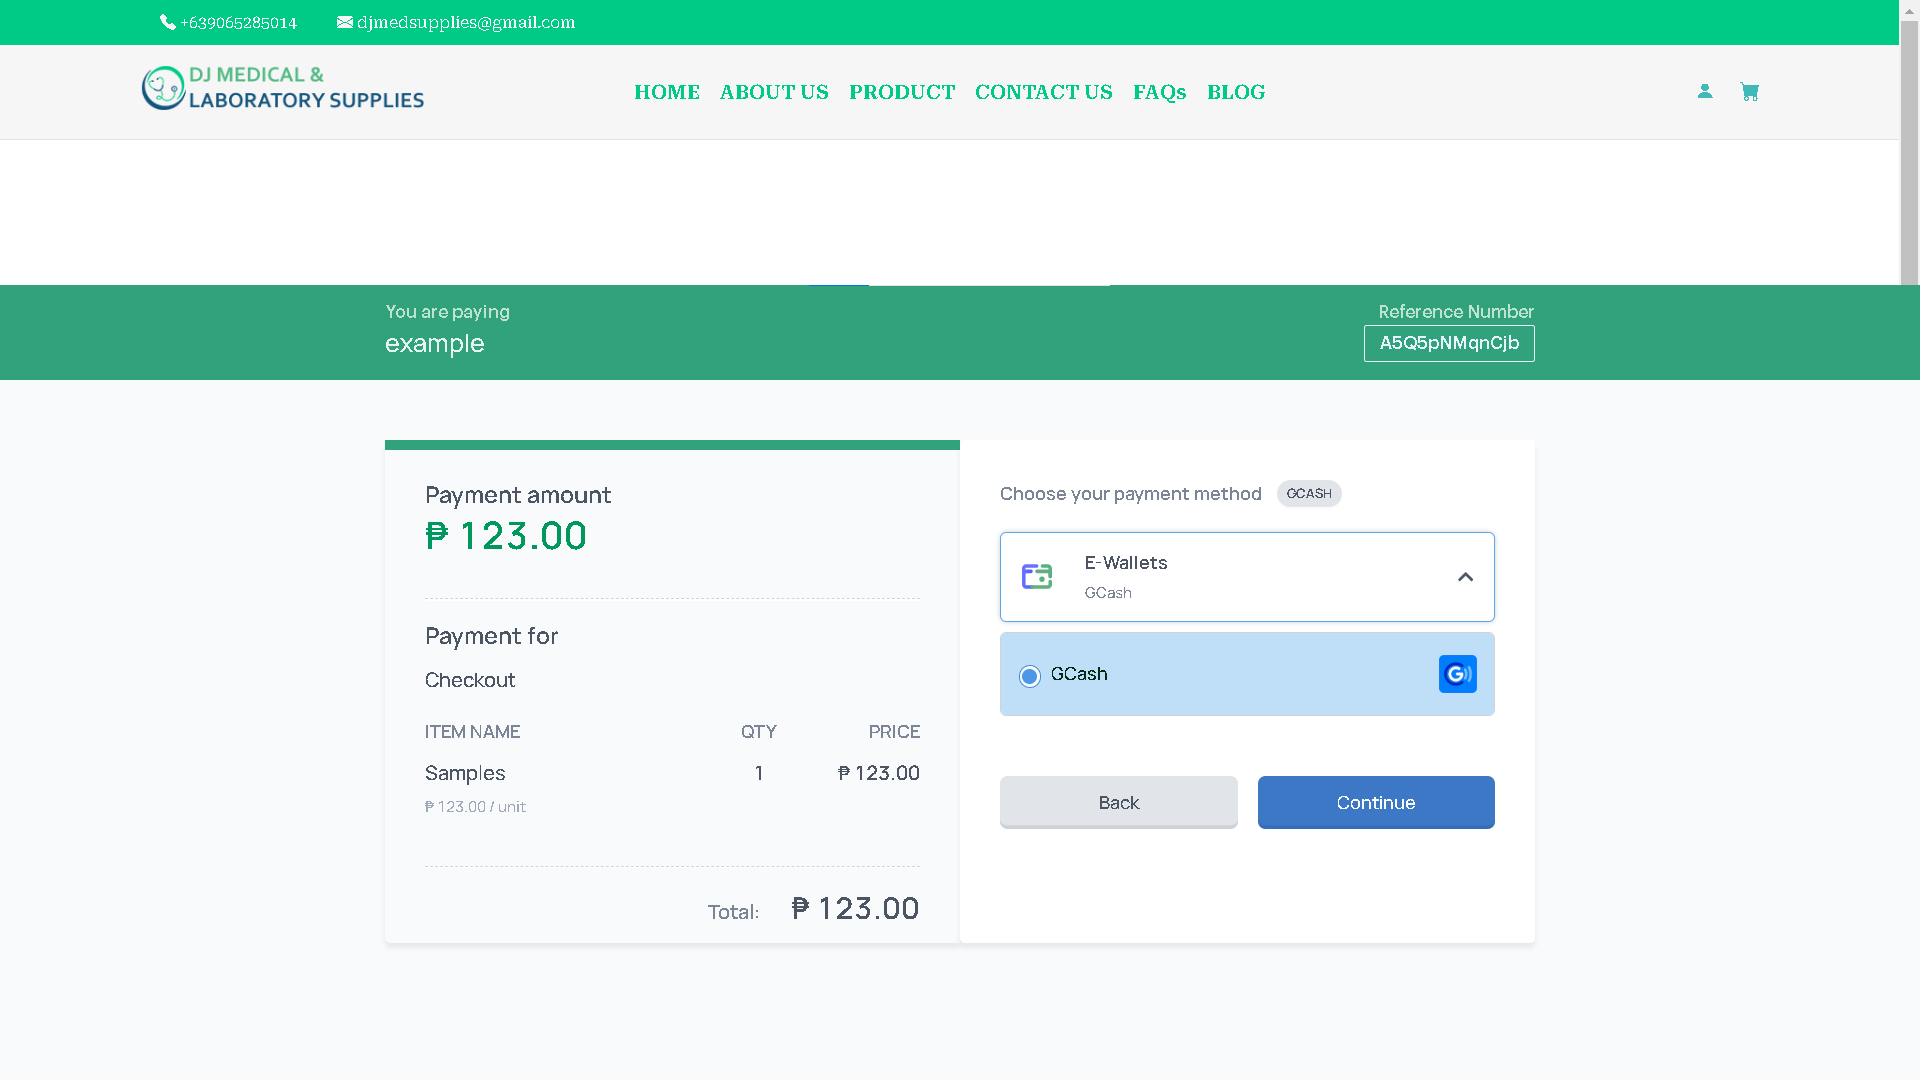 +639065285014 djmedsupplies@gmail.com
DJ MEDICAL &
LABORATORY SUPPLIES
HOME ABOUT US PRODUCT CONTACT US FAQs BLOG
You are paying
example
Reference Number
A5Q5pNMqnCjb
Payment amount
₱ 123.00
Payment for
Checkout
ITEM NAME QTY PRICE
Samples 1 ₱ 123.00
₱ 123.00 / unit
Total: ₱ 123.00
Choose your payment method GCASH
E-Wallets
GCash
GCash
G
Back Continue